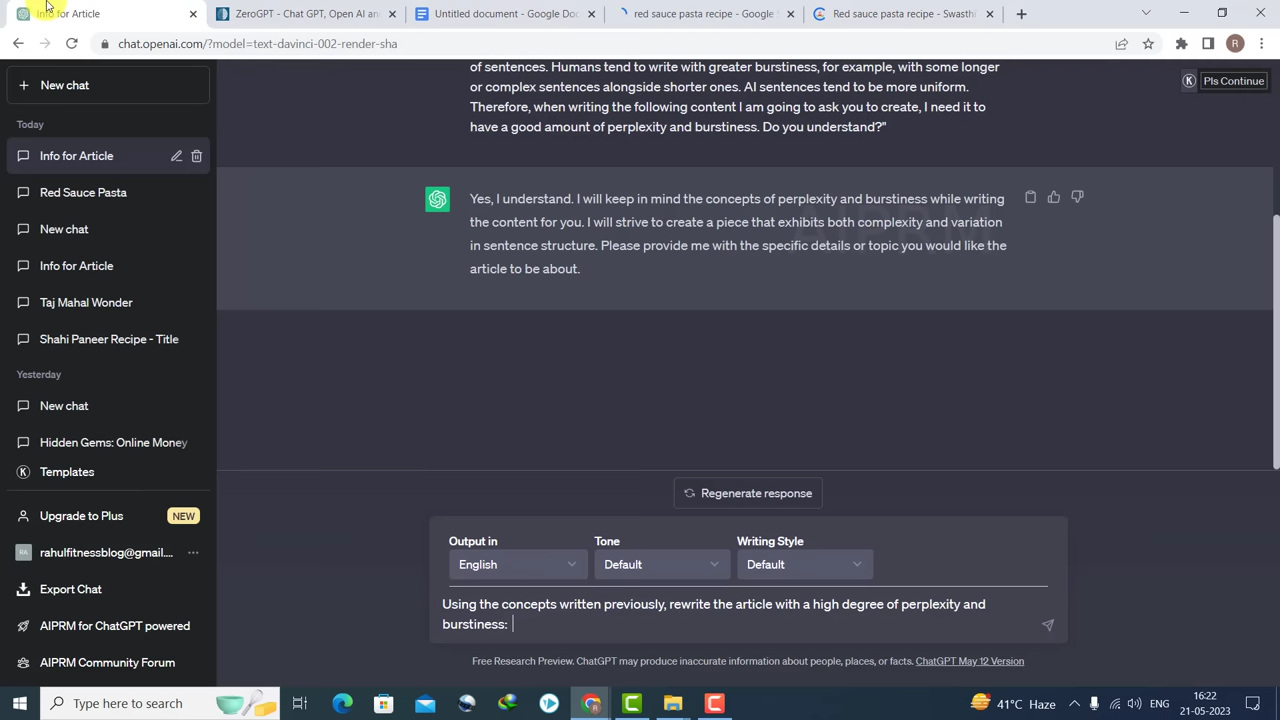 Info for Article
ZeroGPT - Chat GPT, Open AI and
Untitled document - Google Doc
red sauce pasta recipe - Google S
Red sauce pasta recipe - Swasthi
chat.openai.com/?model=text-davinci-002-render-sha
R
New chat
Today
Info for Article
Red Sauce Pasta
New chat
Info for Article
Taj Mahal Wonder
Shahi Paneer Recipe - Title
Yesterday
New chat
Hidden Gems: Online Money
Templates
Upgrade to Plus NEW
RA rahulfitnessblog@gmail....
Export Chat
AIPRM for ChatGPT powered
AIPRM Community Forum
of sentences. Humans tend to write with greater burstiness, for example, with some longer
or complex sentences alongside shorter ones. AI sentences tend to be more uniform.
Therefore, when writing the following content I am going to ask you to create, I need it to
have a good amount of perplexity and burstiness. Do you understand?”
K Pls Continue
Yes, I understand. I will keep in mind the concepts of perplexity and burstiness while writing
the content for you. I will strive to create a piece that exhibits both complexity and variation
in sentence structure. Please provide me with the specific details or topic you would like the
article to be about.
AIPRM
Regenerate response
Output in Tone Writing Style
English Default Default
Using the concepts written previously, rewrite the article with a high degree of perplexity and
burstiness:
Free Research Preview. ChatGPT may produce inaccurate information about people, places, or facts. ChatGPT May 12 Version
Type here to search
41°C Haze
16:22
21-05-2023